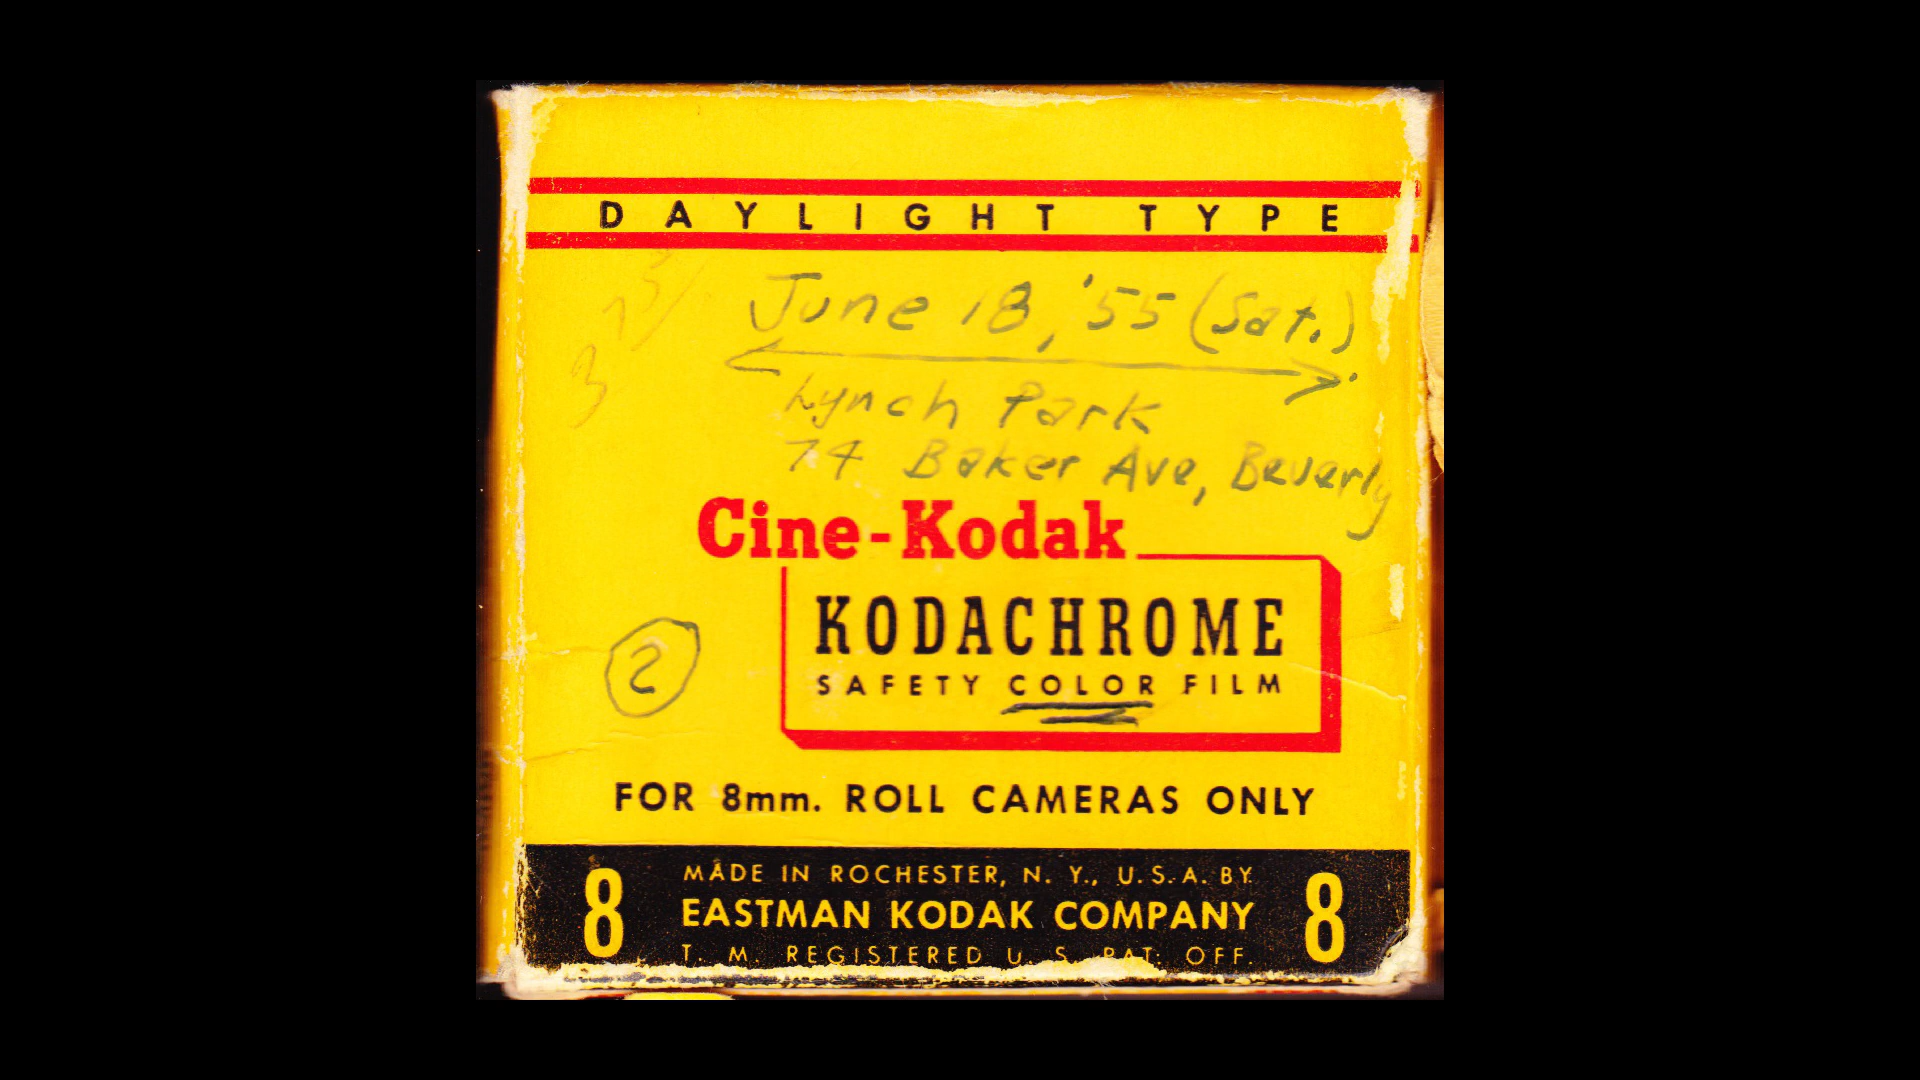 DAYLIGHT TYPE
June 18, '55 (Sat.)
Lynch Park
74 Baker Ave, Beverly
Cine-Kodak
KODACHROME
SAFETY COLOR FILM
2
FOR 8mm. ROLL CAMERAS ONLY
8 MADE IN ROCHESTER, N. Y., U.S.A. BY 8
EASTMAN KODAK COMPANY
T. M. REGISTERED U. S. PAT. OFF.